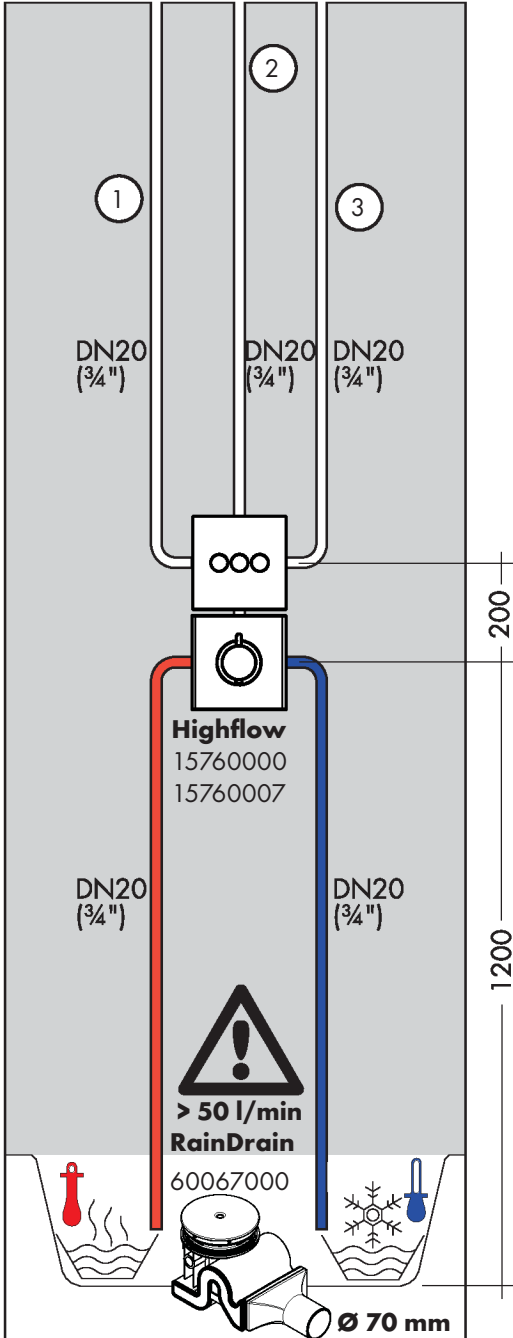 2
1
3
DN20
(¾")
DN20
(¾")
DN20
(¾")
200
Highflow
15760000
15760007
DN20
(¾")
DN20
(¾")
1200
> 50 l/min
RainDrain
60067000
Ø 70 mm